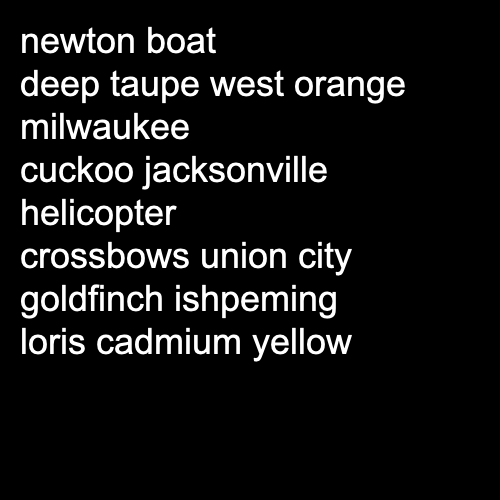 newton boat
deep taupe west orange
milwaukee
cuckoo jacksonville
helicopter
crossbows union city
goldfinch ishpeming
loris cadmium yellow